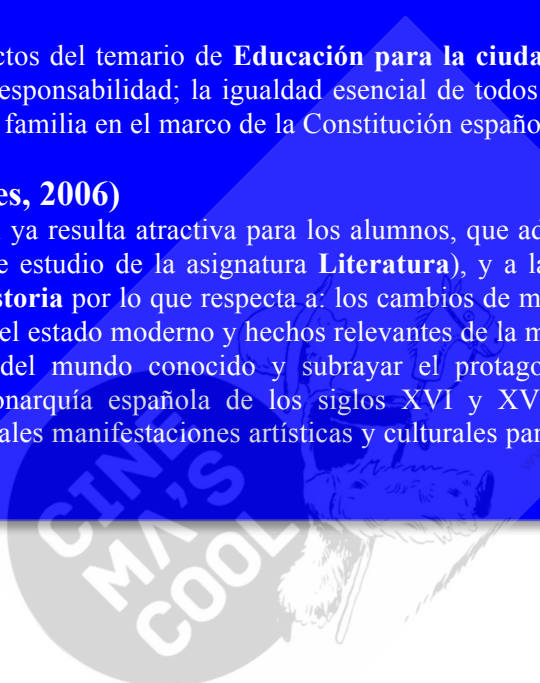 ctos del temario de Educación para la ciuda
esponsabilidad; la igualdad esencial de todos
familia en el marco de la Constitución españo
es, 2006)
ya resulta atractiva para los alumnos, que ad
e estudio de la asignatura Literatura), y a la
storia por lo que respecta a: los cambios de m
el estado moderno y hechos relevantes de la m
del mundo conocido y subrayar el protago
onarquía española de los siglos XVI y XV
ales manifestaciones artísticas y culturales par
CINE
MA'S
COOL